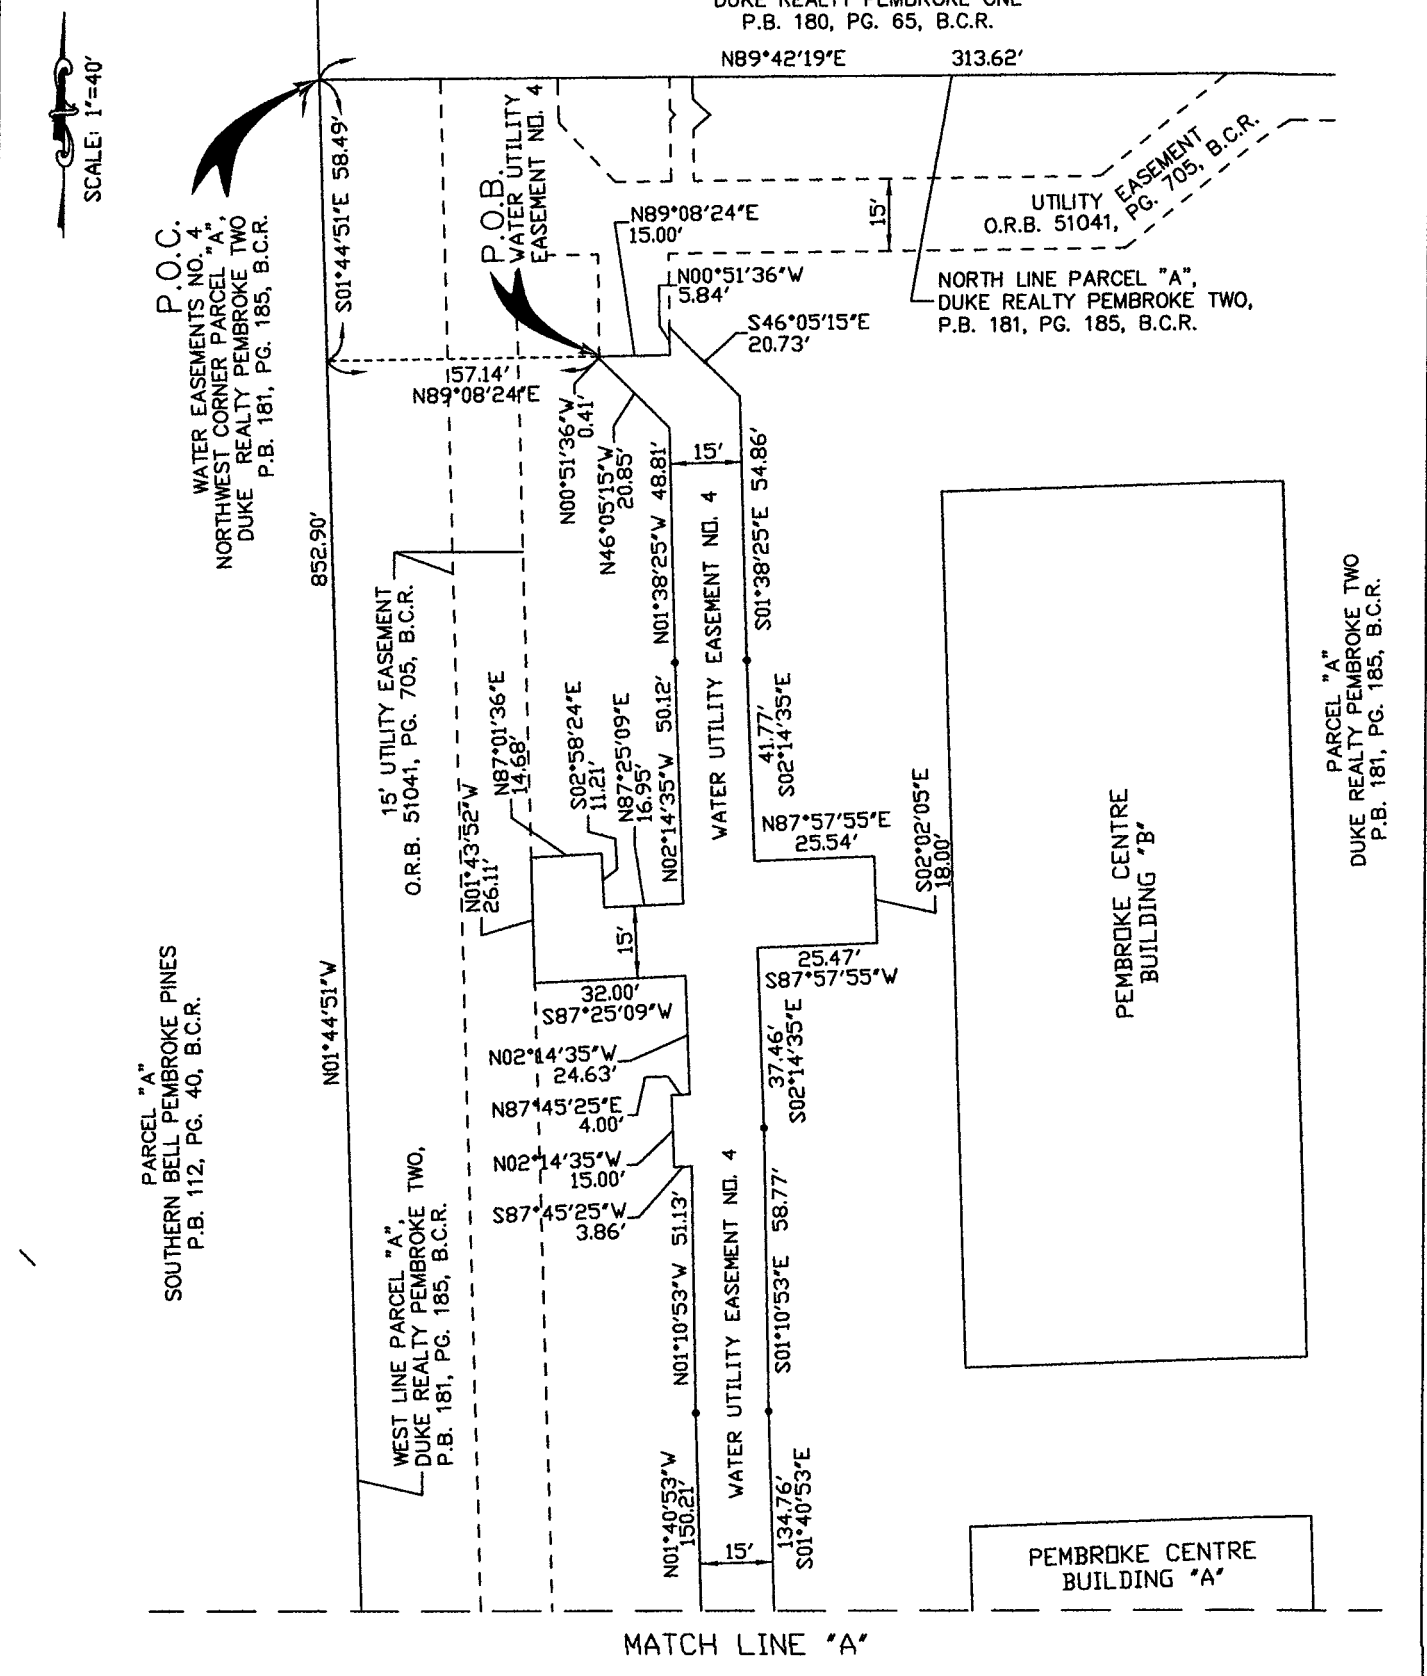 P.B. 180, PG. 65, B.C.R.
N89°42'19"E 313.62'
SCALE: 1"=40'
P.O.C.
WATER EASEMENTS NO. 4
NORTHWEST CORNER PARCEL "A",
DUKE REALTY PEMBROKE TWO
P.B. 181, PG. 185, B.C.R.
S01°44'51"E 58.49'
P.O.B.
WATER UTILITY
EASEMENT NO. 4
N89°08'24"E
15.00'
15'
UTILITY EASEMENT
O.R.B. 51041, PG. 705, B.C.R.
N00°51'36"W
5.84'
S46°05'15"E
20.73'
NORTH LINE PARCEL "A",
DUKE REALTY PEMBROKE TWO,
P.B. 181, PG. 185, B.C.R.
57.14'
N89°08'24"E
N00°51'36"W
0.41'
N46°05'15"W
20.85'
N01°38'25"W 48.81'
15'
WATER UTILITY EASEMENT NO. 4
S01°38'25"E 54.86'
852.90'
N01°44'51"W
15' UTILITY EASEMENT
O.R.B. 51041, PG. 705, B.C.R.
N01°43'52"W
26.11'
N87°01'36"E
14.68'
S02°58'24"E
11.21'
N87°25'09"E
16.95'
N02°14'35"W 50.12'
41.77'
S02°14'35"E
N87°57'55"E
25.54'
S02°02'05"E
18.00'
PEMBROKE CENTRE
BUILDING "B"
PARCEL "A"
DUKE REALTY PEMBROKE TWO
P.B. 181, PG. 185, B.C.R.
15'
25.47'
S87°57'55"W
32.00'
S87°25'09"W
N02°14'35"W
24.63'
N87°45'25"E
4.00'
N02°14'35"W
15.00'
S87°45'25"W
3.86'
37.46'
S02°14'35"E
PARCEL "A"
SOUTHERN BELL PEMBROKE PINES
P.B. 112, PG. 40, B.C.R.
WEST LINE PARCEL "A",
DUKE REALTY PEMBROKE TWO,
P.B. 181, PG. 185, B.C.R.
N01°10'53"W 51.13'
WATER UTILITY EASEMENT NO. 4
S01°10'53"E 58.77'
N01°40'53"W
150.21'
15'
134.76'
S01°40'53"E
PEMBROKE CENTRE
BUILDING "A"
MATCH LINE "A"